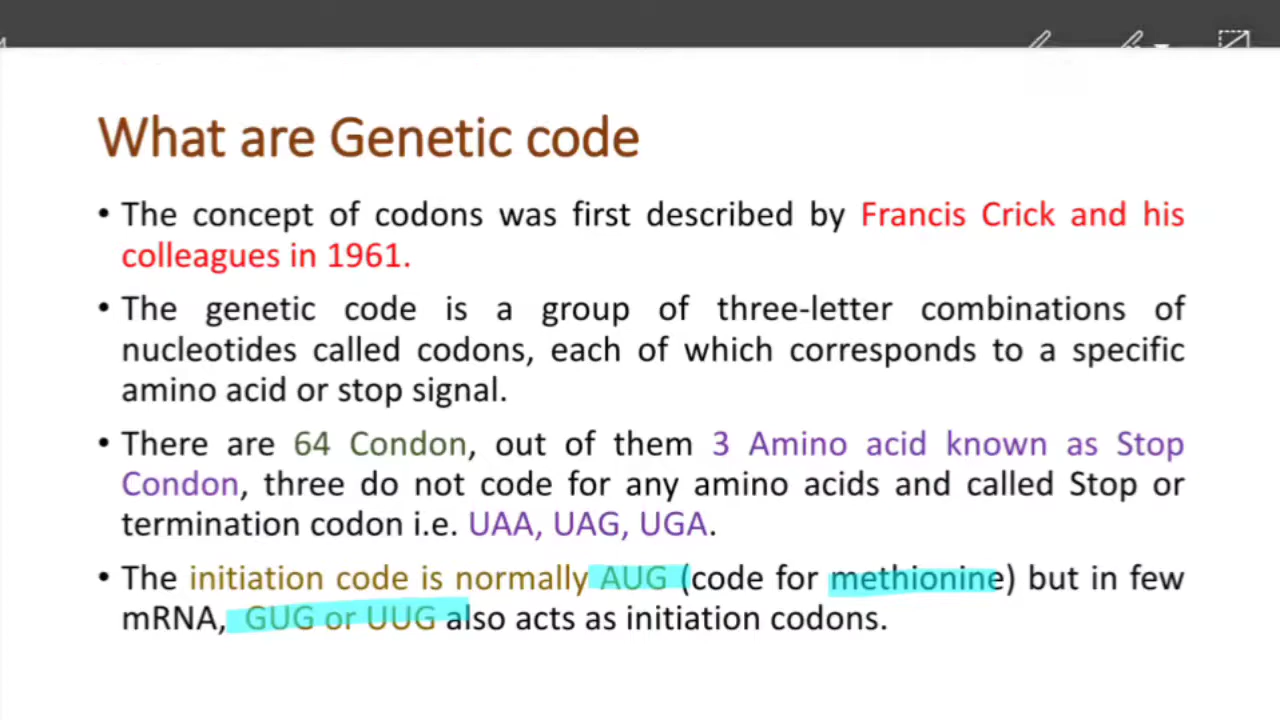 What are Genetic code
• The concept of codons was first described by Francis Crick and his
colleagues in 1961.
• The genetic code is a group of three-letter combinations of
nucleotides called codons, each of which corresponds to a specific
amino acid or stop signal.
• There are 64 Condon, out of them 3 Amino acid known as Stop
Condon, three do not code for any amino acids and called Stop or
termination codon i.e. UAA, UAG, UGA.
• The initiation code is normally AUG (code for methionine) but in few
mRNA, GUG or UUG also acts as initiation codons.